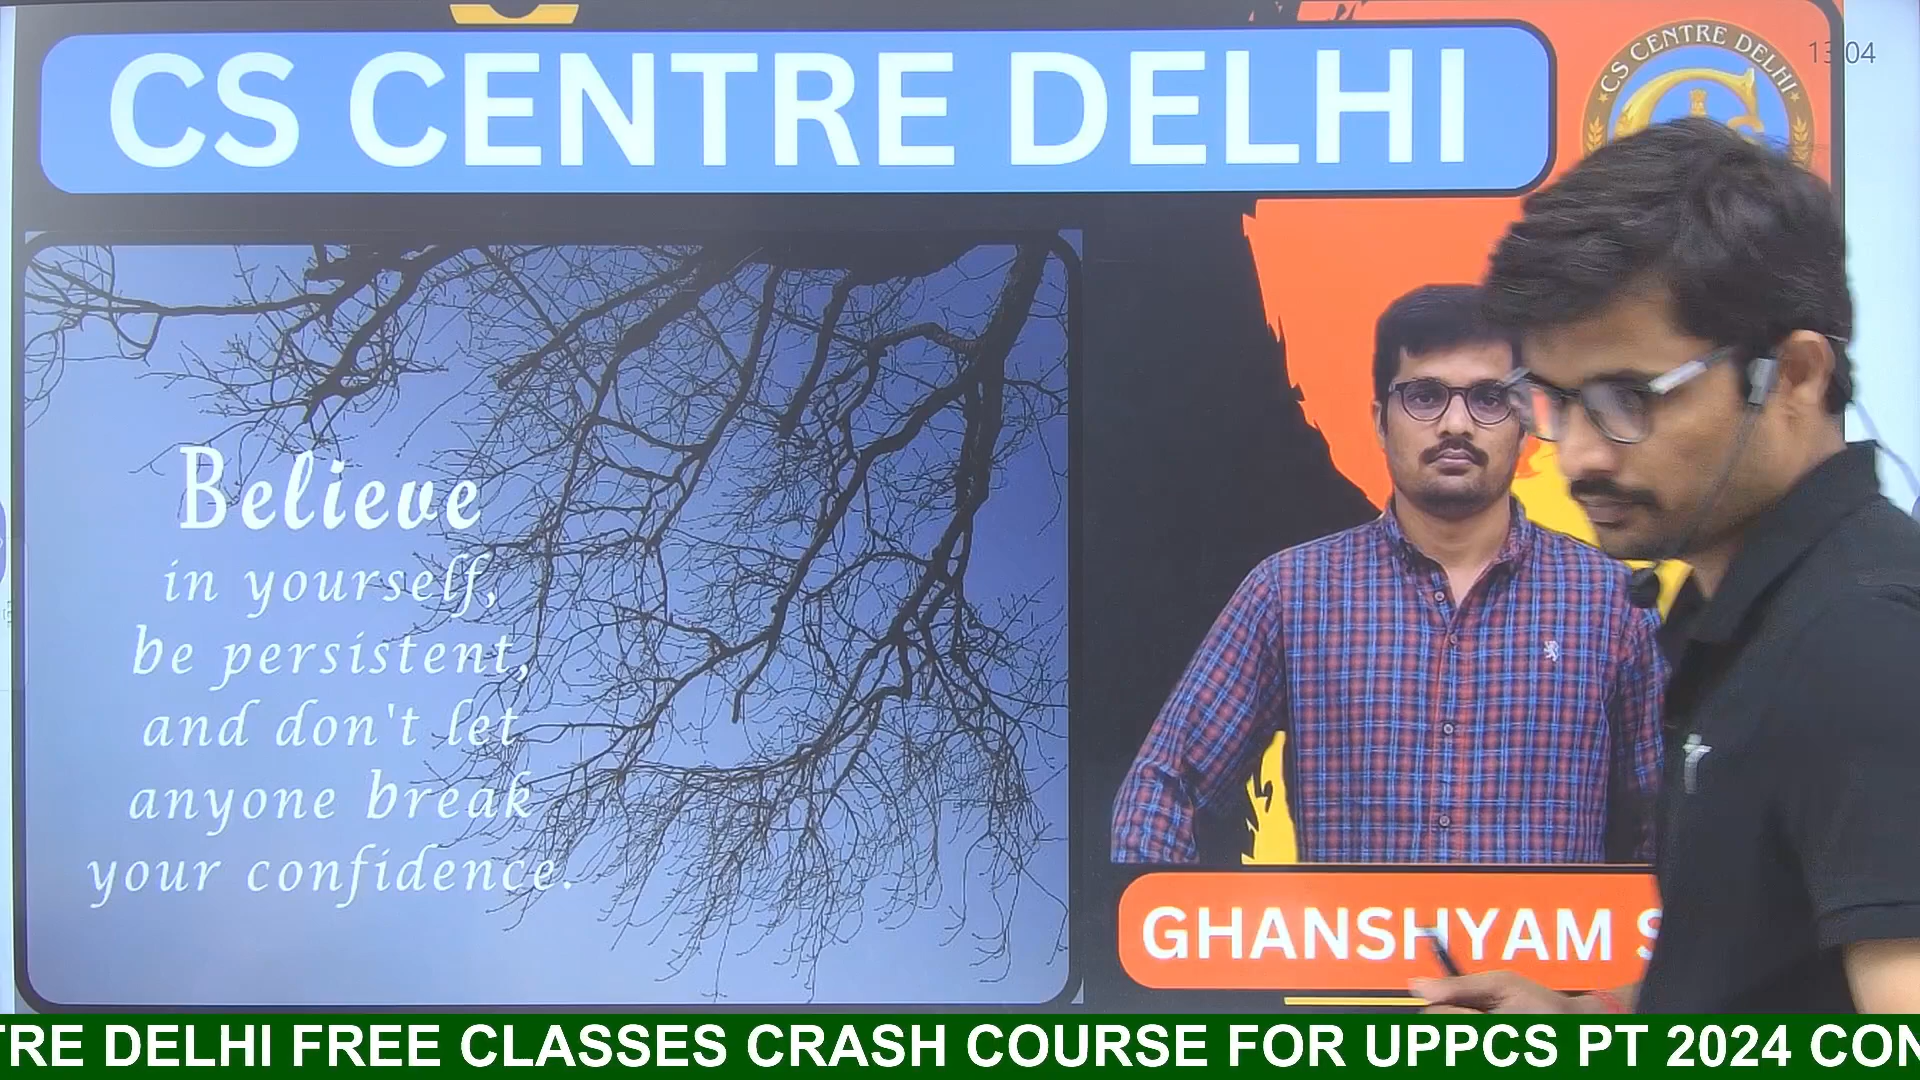 CS CENTRE DELHI
CS CENTRE DELHI
Believe
in yourself,
be persistent,
and don't let
anyone break
your confidence.
GHANSHYAM S
TRE DELHI FREE CLASSES CRASH COURSE FOR UPPCS PT 2024 CON